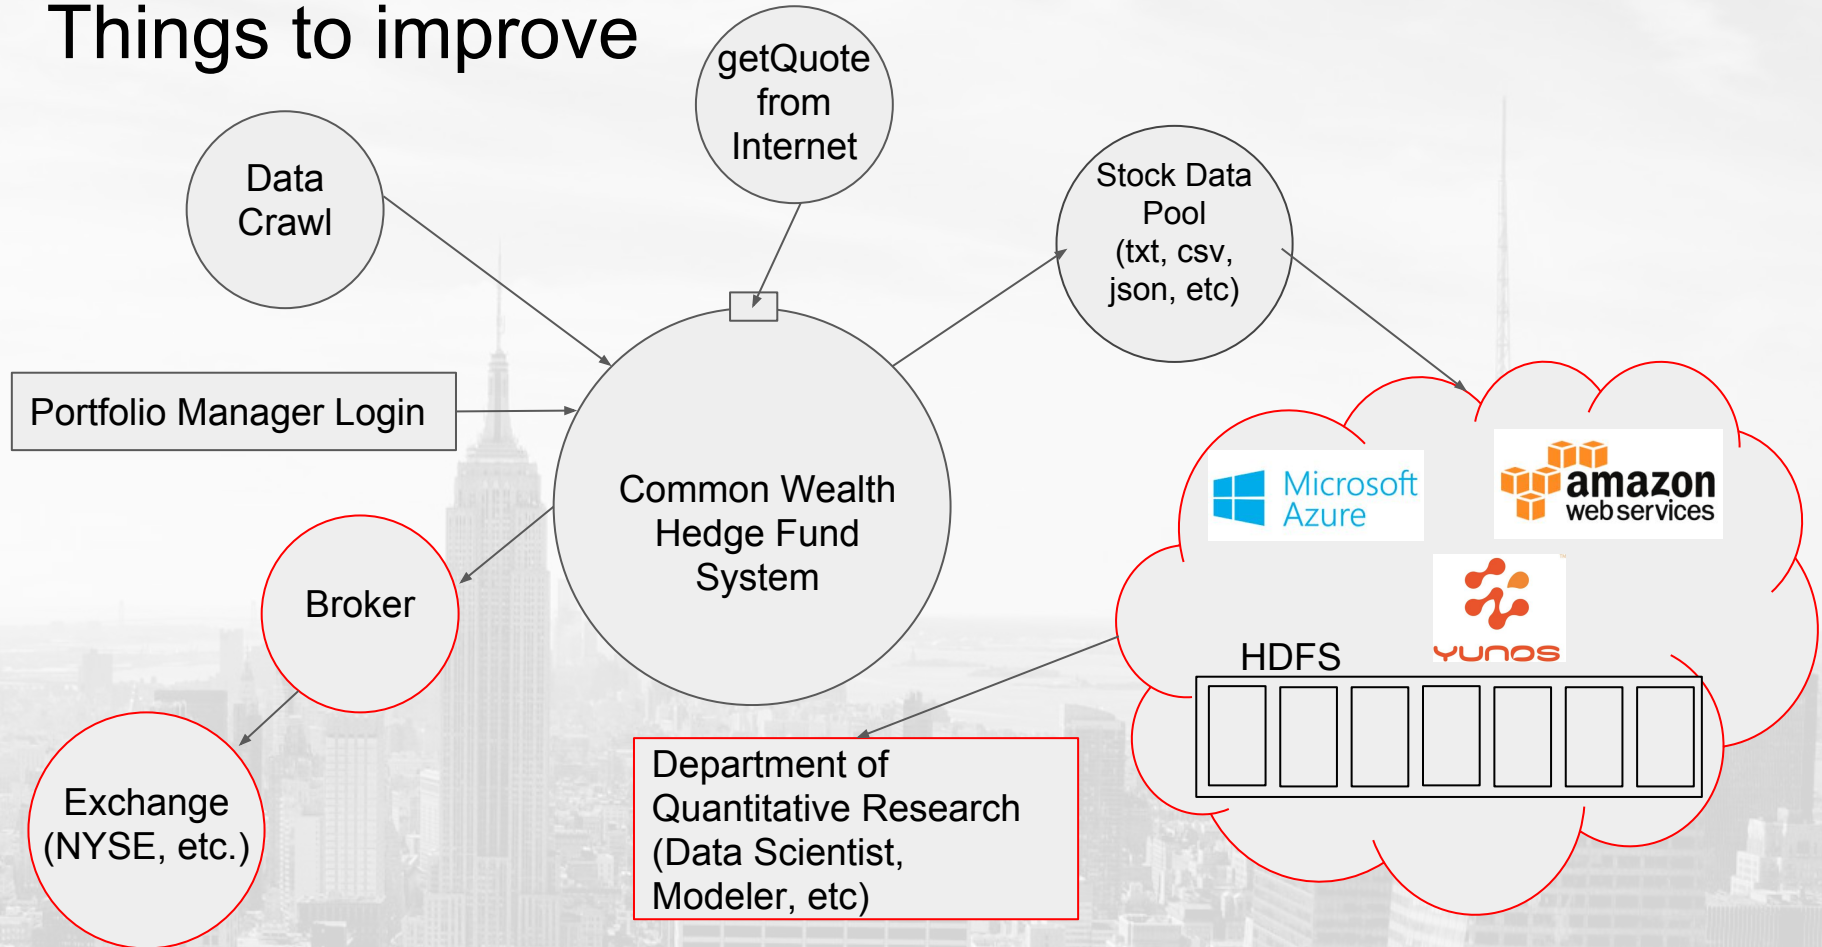 Things to improve
getQuote
from
Internet
Data
Crawl
Stock Data
Pool
(txt, csv,
json, etc)
Portfolio Manager Login
Common Wealth
Hedge Fund
System
Microsoft
Azure
amazon
web services
YUNOS
Broker
HDFS
Exchange
(NYSE, etc.)
Department of
Quantitative Research
(Data Scientist,
Modeler, etc)